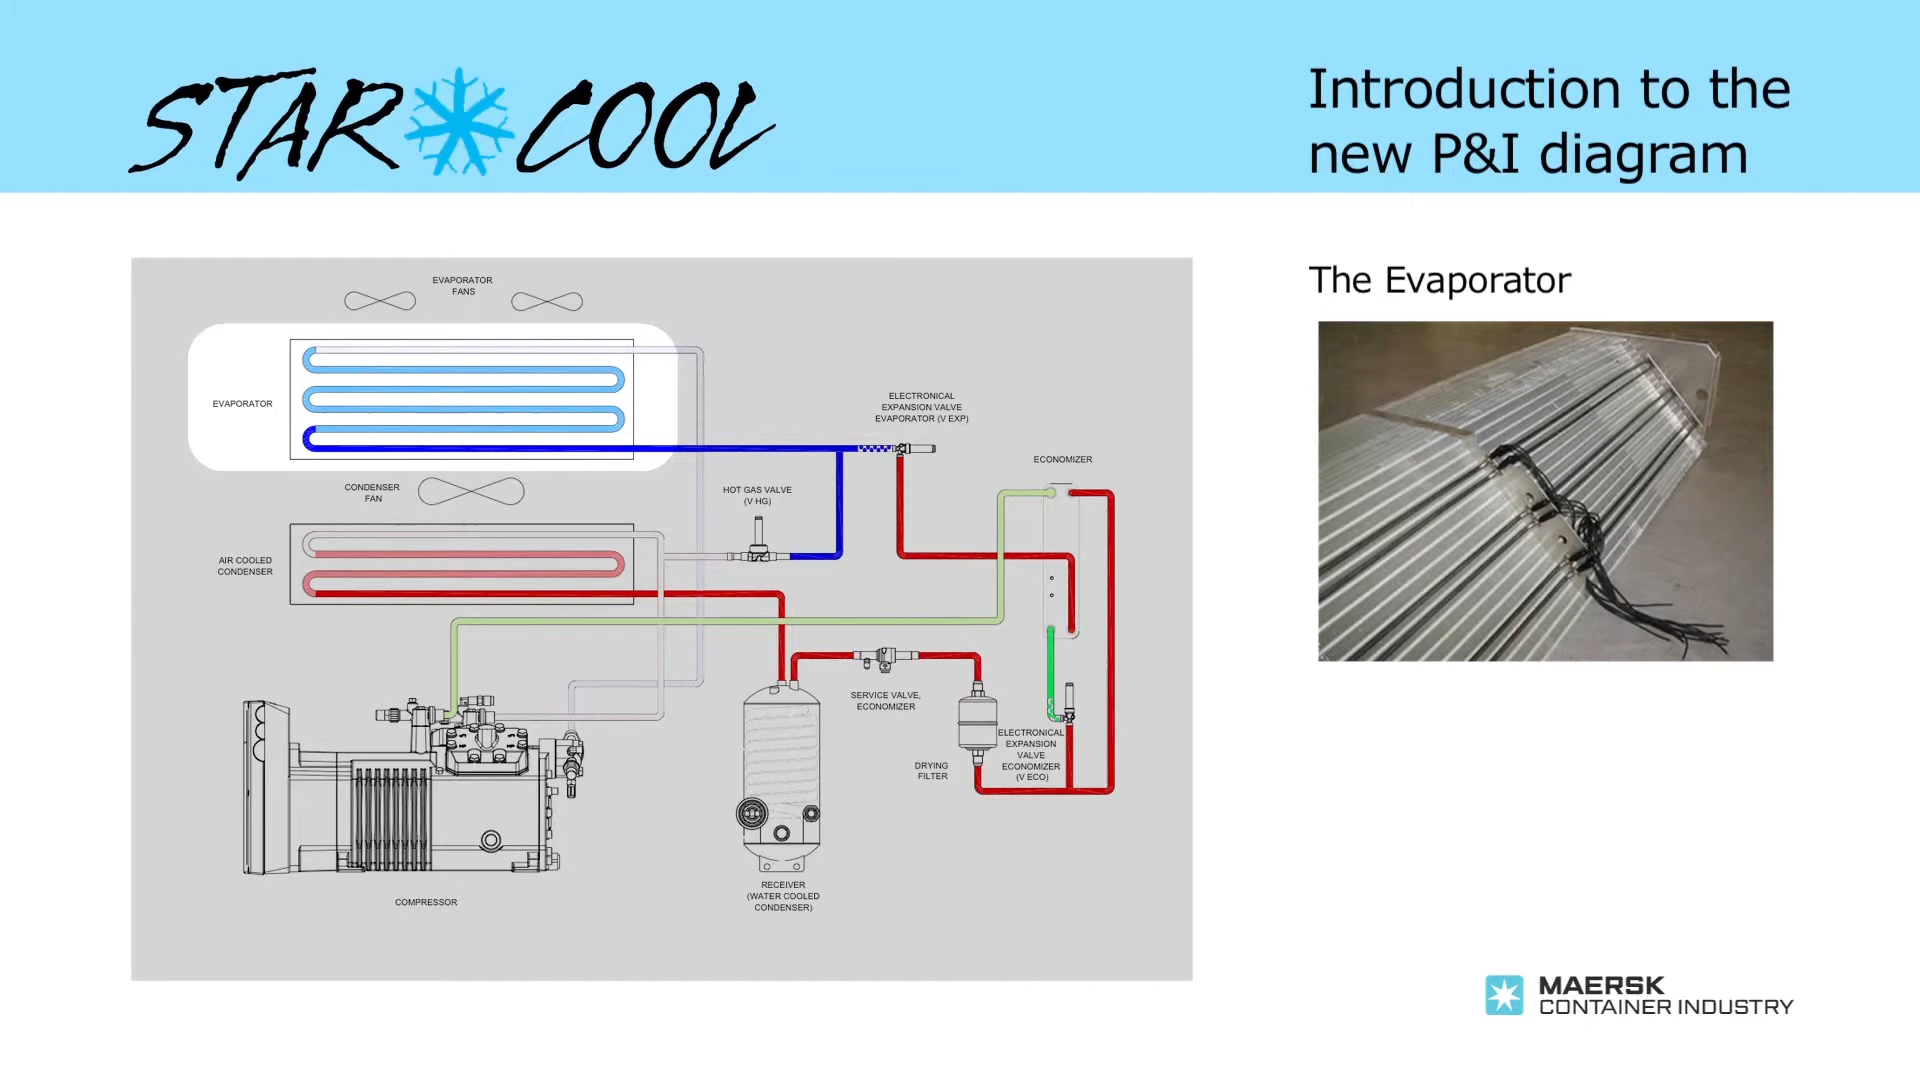 STAR COOL
Introduction to the
new P&I diagram
The Evaporator
EVAPORATOR
FANS
EVAPORATOR
CONDENSER
FAN
AIR COOLED
CONDENSER
HOT GAS VALVE
(V HG)
ELECTRONICAL
EXPANSION VALVE
EVAPORATOR (V EXP)
ECONOMIZER
SERVICE VALVE,
ECONOMIZER
DRYING
FILTER
ELECTRONICAL
EXPANSION
VALVE
ECONOMIZER
(V ECO)
COMPRESSOR
RECEIVER
(WATER COOLED
CONDENSER)
MAERSK
CONTAINER INDUSTRY